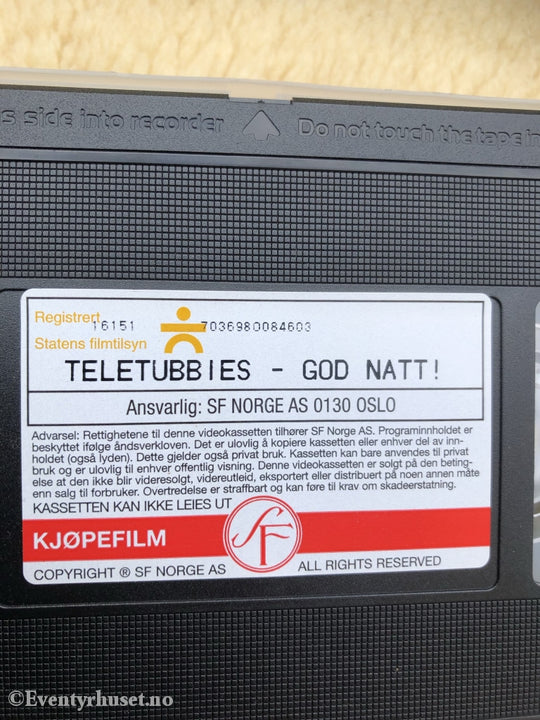 s side into recorder Do not touch the tape in
Registrert
16151 7036980084603
Statens filmtilsyn
TELETUBBIES - GOD NATT!
Ansvarlig: SF NORGE AS 0130 OSLO
Advarsel: Rettighetene til denne videokassetten tilhører SF Norge AS. Programinnholdet er
beskyttet ifølge åndsverkloven. Det er ulovlig å kopiere kassetten eller enhver del av inn-
holdet (også lyden). Dette gjelder også privat bruk. Kassetten kan bare anvendes til privat
bruk og er ulovlig til enhver offentlig visning. Denne videokassetten er solgt på den beting-
else at den ikke blir videresolgt, videreutleid, eksportert eller distribuert på noen annen måte
enn salg til forbruker. Overtredelse er straffbart og kan føre til krav om skadeerstatning.
KASSETTEN KAN IKKE LEIES UT
KJØPEFILM
SF
COPYRIGHT ® SF NORGE AS ALL RIGHTS RESERVED
©Eventyrhuset.no